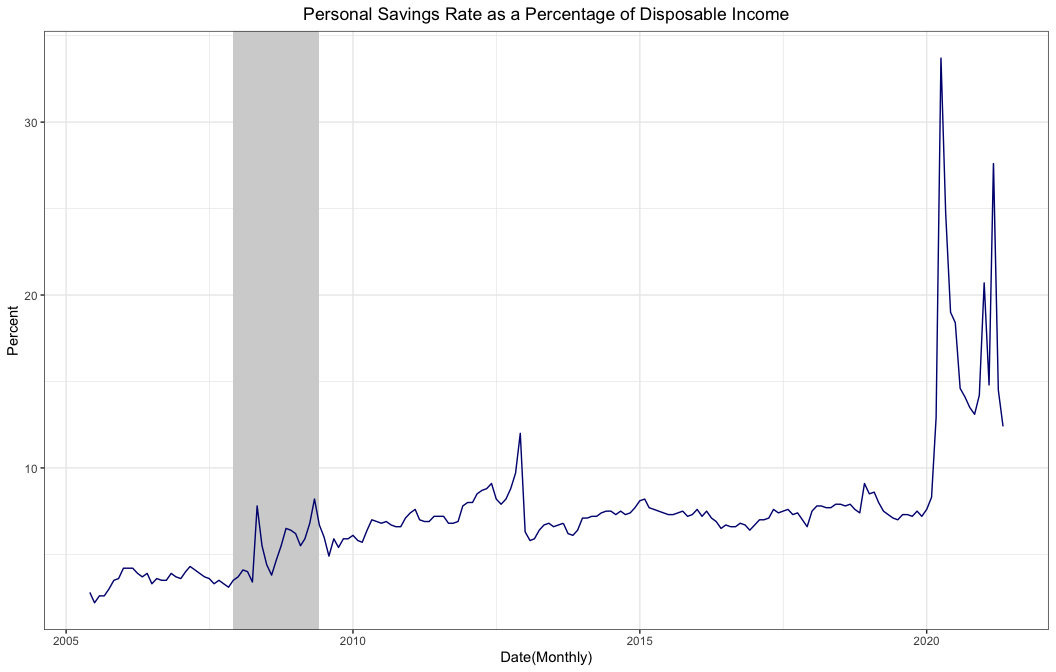 Personal Savings Rate as a Percentage of Disposable Income
Percent
30
20
10
2005
2010
2015
2020
Date(Monthly)